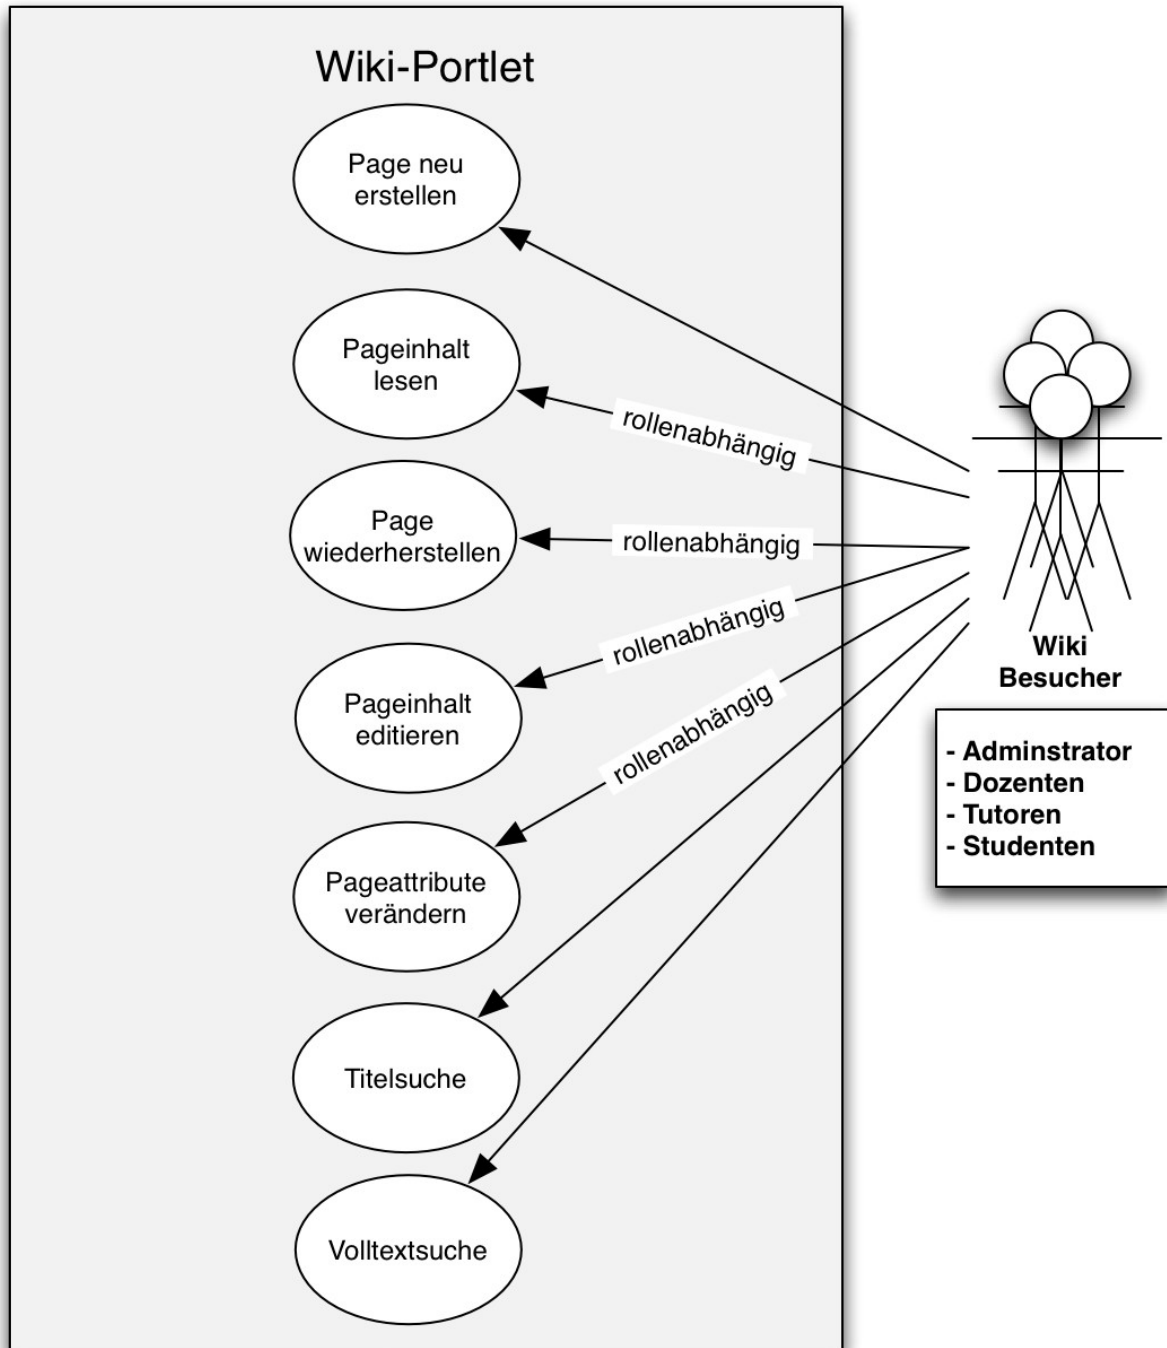 Wiki-Portlet
Page neu
erstellen
Pageinhalt
lesen
rollenabhängig
Page
wiederherstellen
rollenabhängig
Pageinhalt
editieren
rollenabhängig
Pageattribute
verändern
rollenabhängig
Titelsuche
Volltextsuche
Wiki
Besucher
- Adminstrator
- Dozenten
- Tutoren
- Studenten